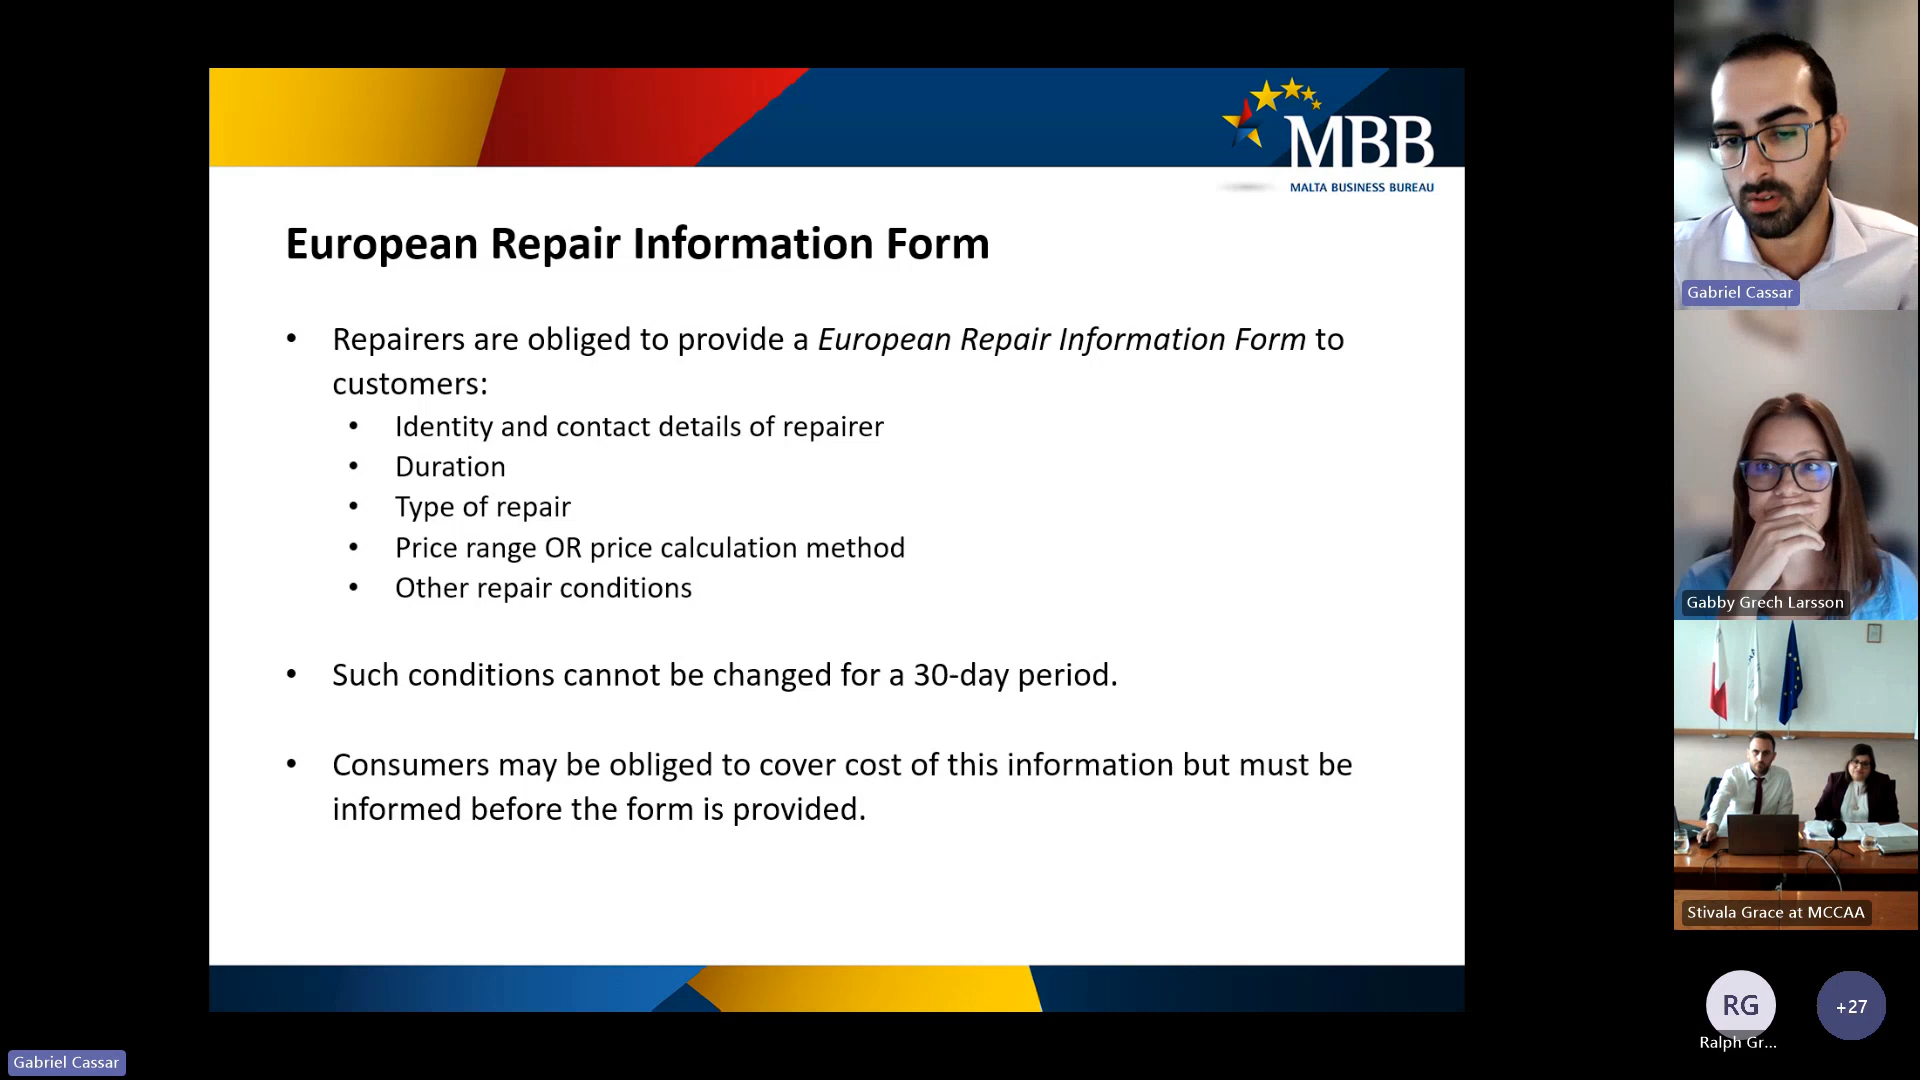 MBB
MALTA BUSINESS BUREAU
European Repair Information Form
• Repairers are obliged to provide a European Repair Information Form to
customers:
• Identity and contact details of repairer
• Duration
• Type of repair
• Price range OR price calculation method
• Other repair conditions
• Such conditions cannot be changed for a 30-day period.
• Consumers may be obliged to cover cost of this information but must be
informed before the form is provided.
Gabriel Cassar
Gabby Grech Larsson
Stivala Grace at MCCAA
RG
+27
Ralph Gr...
Gabriel Cassar